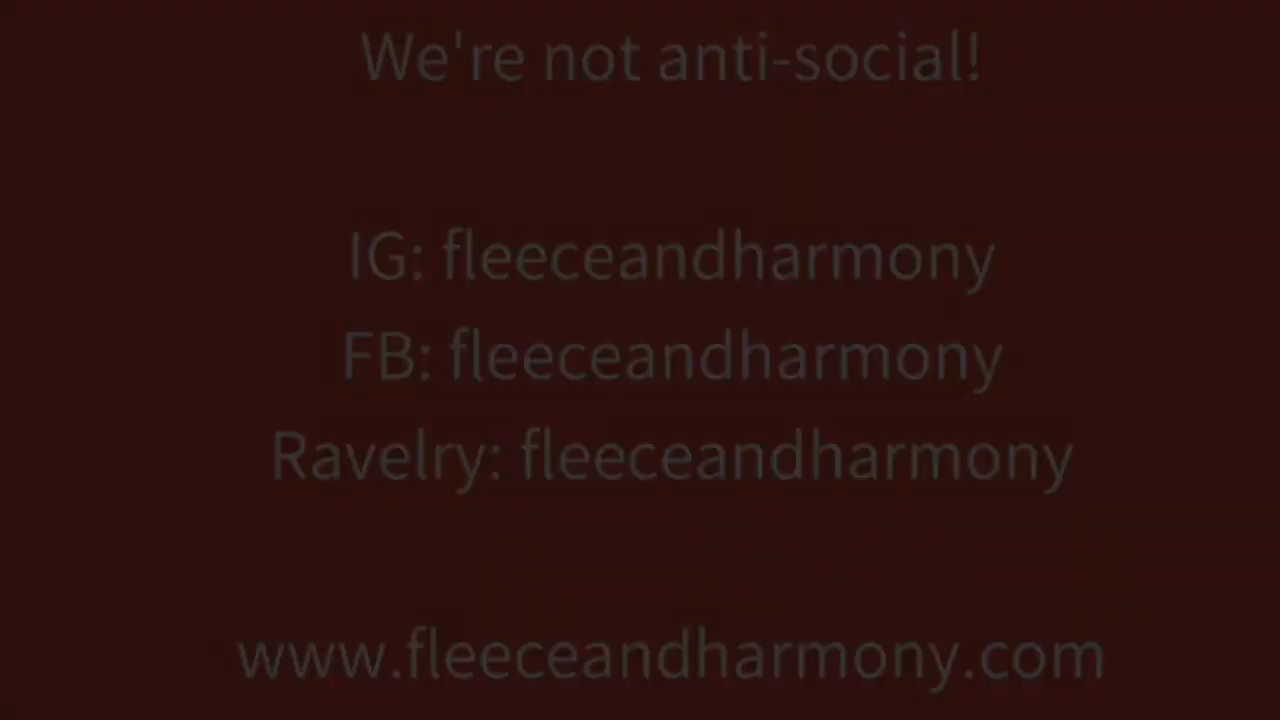 We're not anti-social!
IG: fleeceandharmony
FB: fleeceandharmony
Ravelry: fleeceandharmony
www.fleeceandharmony.com